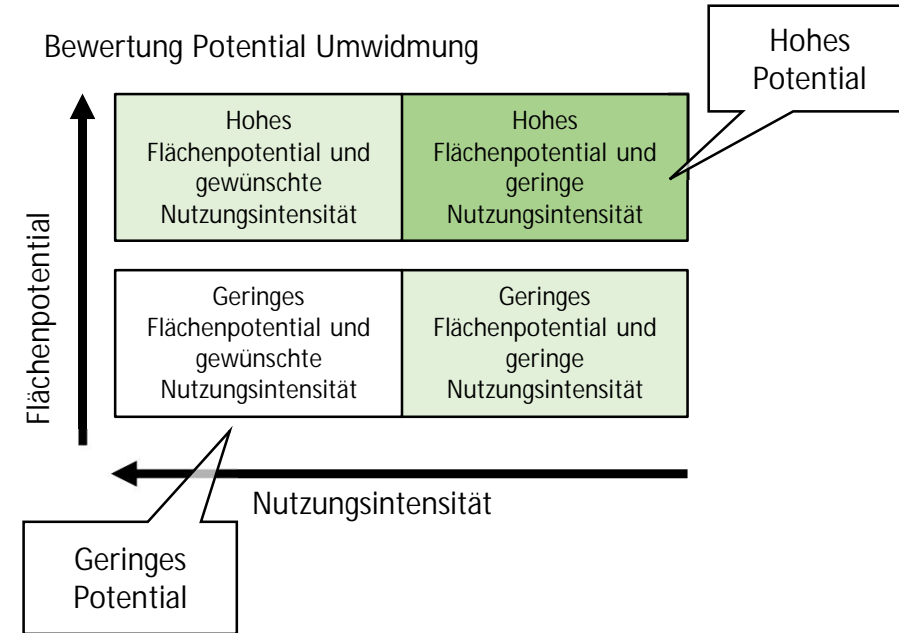 Bewertung Potential Umwidmung
Hohes
Potential
Hohes
Flächenpotential und
gewünschte
Nutzungsintensität
Hohes
Flächenpotential und
geringe
Nutzungsintensität
Flächenpotential
Geringes
Flächenpotential und
gewünschte
Nutzungsintensität
Geringes
Flächenpotential und
geringe
Nutzungsintensität
Nutzungsintensität
Geringes
Potential